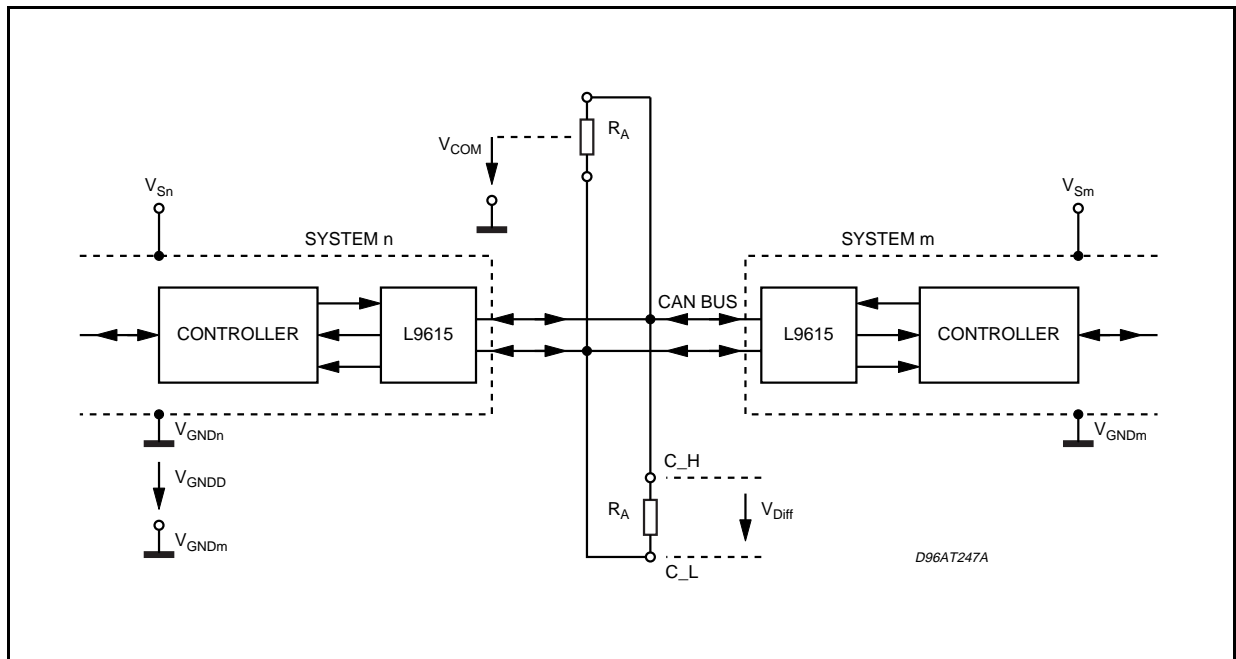 R_A
V_COM
V_Sn
V_Sm
SYSTEM n
SYSTEM m
CAN BUS
CONTROLLER
L9615
L9615
CONTROLLER
V_GNDn
V_GNDm
C_H
V_GNDD
R_A
V_Diff
V_GNDm
C_L
D96AT247A